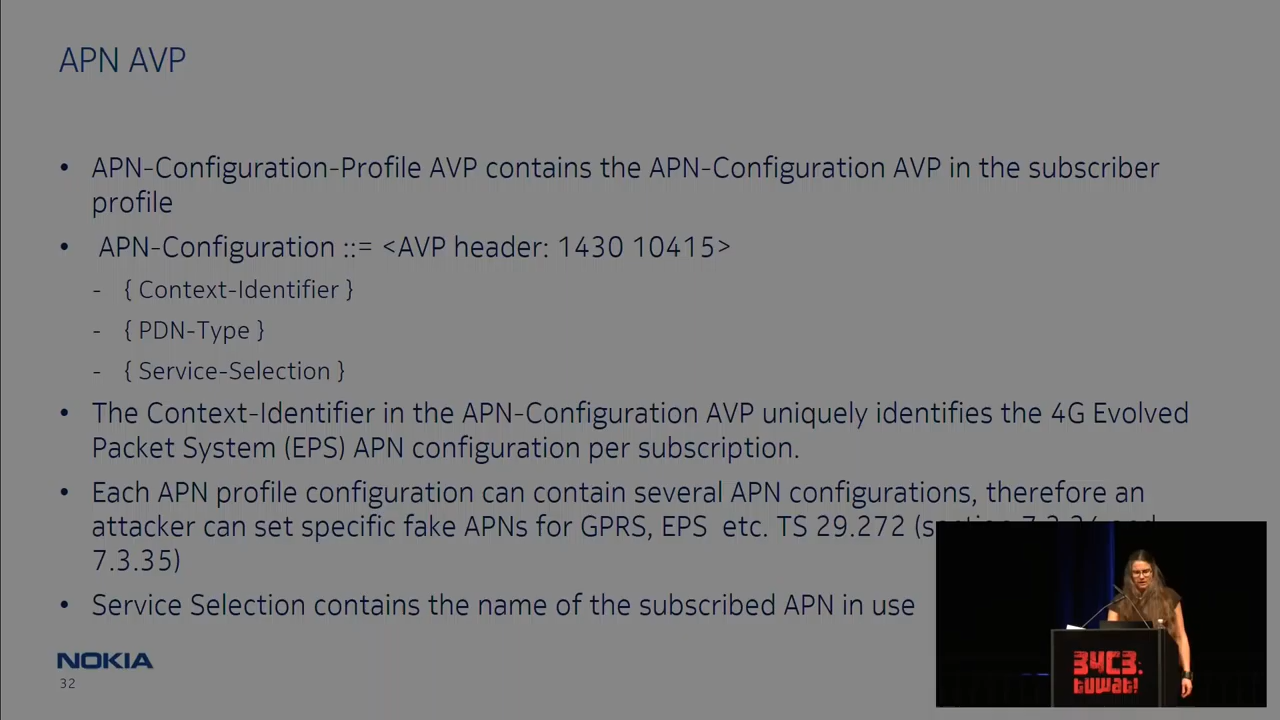 APN AVP
• APN-Configuration-Profile AVP contains the APN-Configuration AVP in the subscriber
profile
• APN-Configuration ::= <AVP header: 1430 10415>
- { Context-Identifier }
- { PDN-Type }
- { Service-Selection }
• The Context-Identifier in the APN-Configuration AVP uniquely identifies the 4G Evolved
Packet System (EPS) APN configuration per subscription.
• Each APN profile configuration can contain several APN configurations, therefore an
attacker can set specific fake APNs for GPRS, EPS etc. TS 29.272 (section 7.3.34 and
7.3.35)
• Service Selection contains the name of the subscribed APN in use
NOKIA
32
34C3.
tuwat!